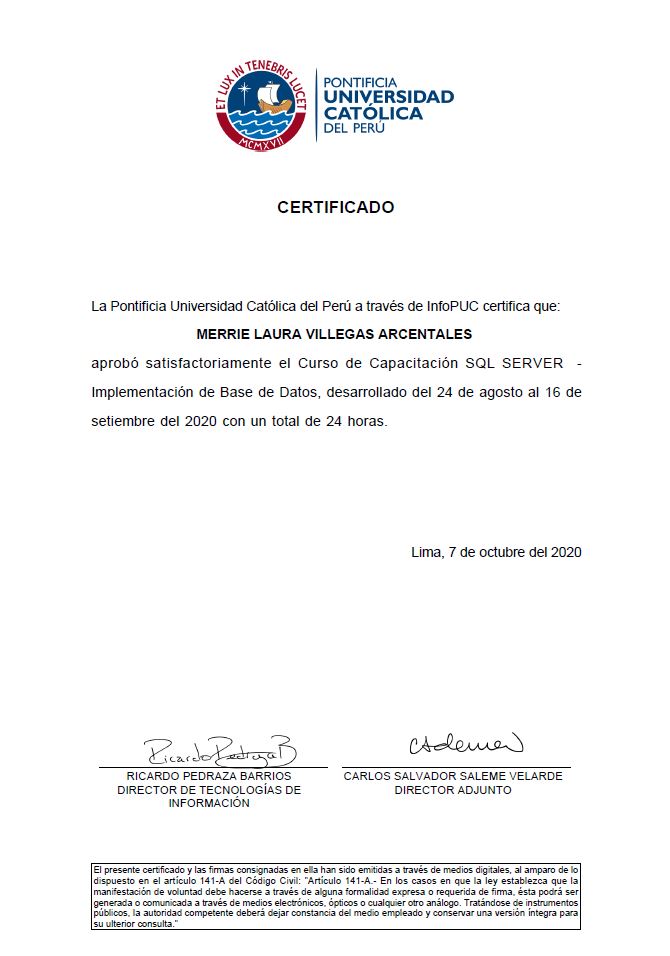 ET LUX IN TENEBRIS LUCET
MCMXVII
PONTIFICIA
UNIVERSIDAD
CATÓLICA
DEL PERÚ
CERTIFICADO
La Pontificia Universidad Católica del Perú a través de InfoPUC certifica que:
MERRIE LAURA VILLEGAS ARCENTALES
aprobó satisfactoriamente el Curso de Capacitación SQL SERVER -
Implementación de Base de Datos, desarrollado del 24 de agosto al 16 de
setiembre del 2020 con un total de 24 horas.
Lima, 7 de octubre del 2020
Ricardo Pedraza B
RICARDO PEDRAZA BARRIOS
DIRECTOR DE TECNOLOGÍAS DE
INFORMACIÓN
CARLOS SALVADOR SALEME VELARDE
DIRECTOR ADJUNTO
El presente certificado y las firmas consignadas en ella han sido emitidas a través de medios digitales, al amparo de lo
dispuesto en el artículo 141-A del Código Civil: "Artículo 141-A.- En los casos en que la ley establezca que la
manifestación de voluntad debe hacerse a través de alguna formalidad expresa o requerida de firma, ésta podrá ser
generada o comunicada a través de medios electrónicos, ópticos o cualquier otro análogo. Tratándose de instrumentos
públicos, la autoridad competente deberá dejar constancia del medio empleado y conservar una versión íntegra para
su ulterior consulta."